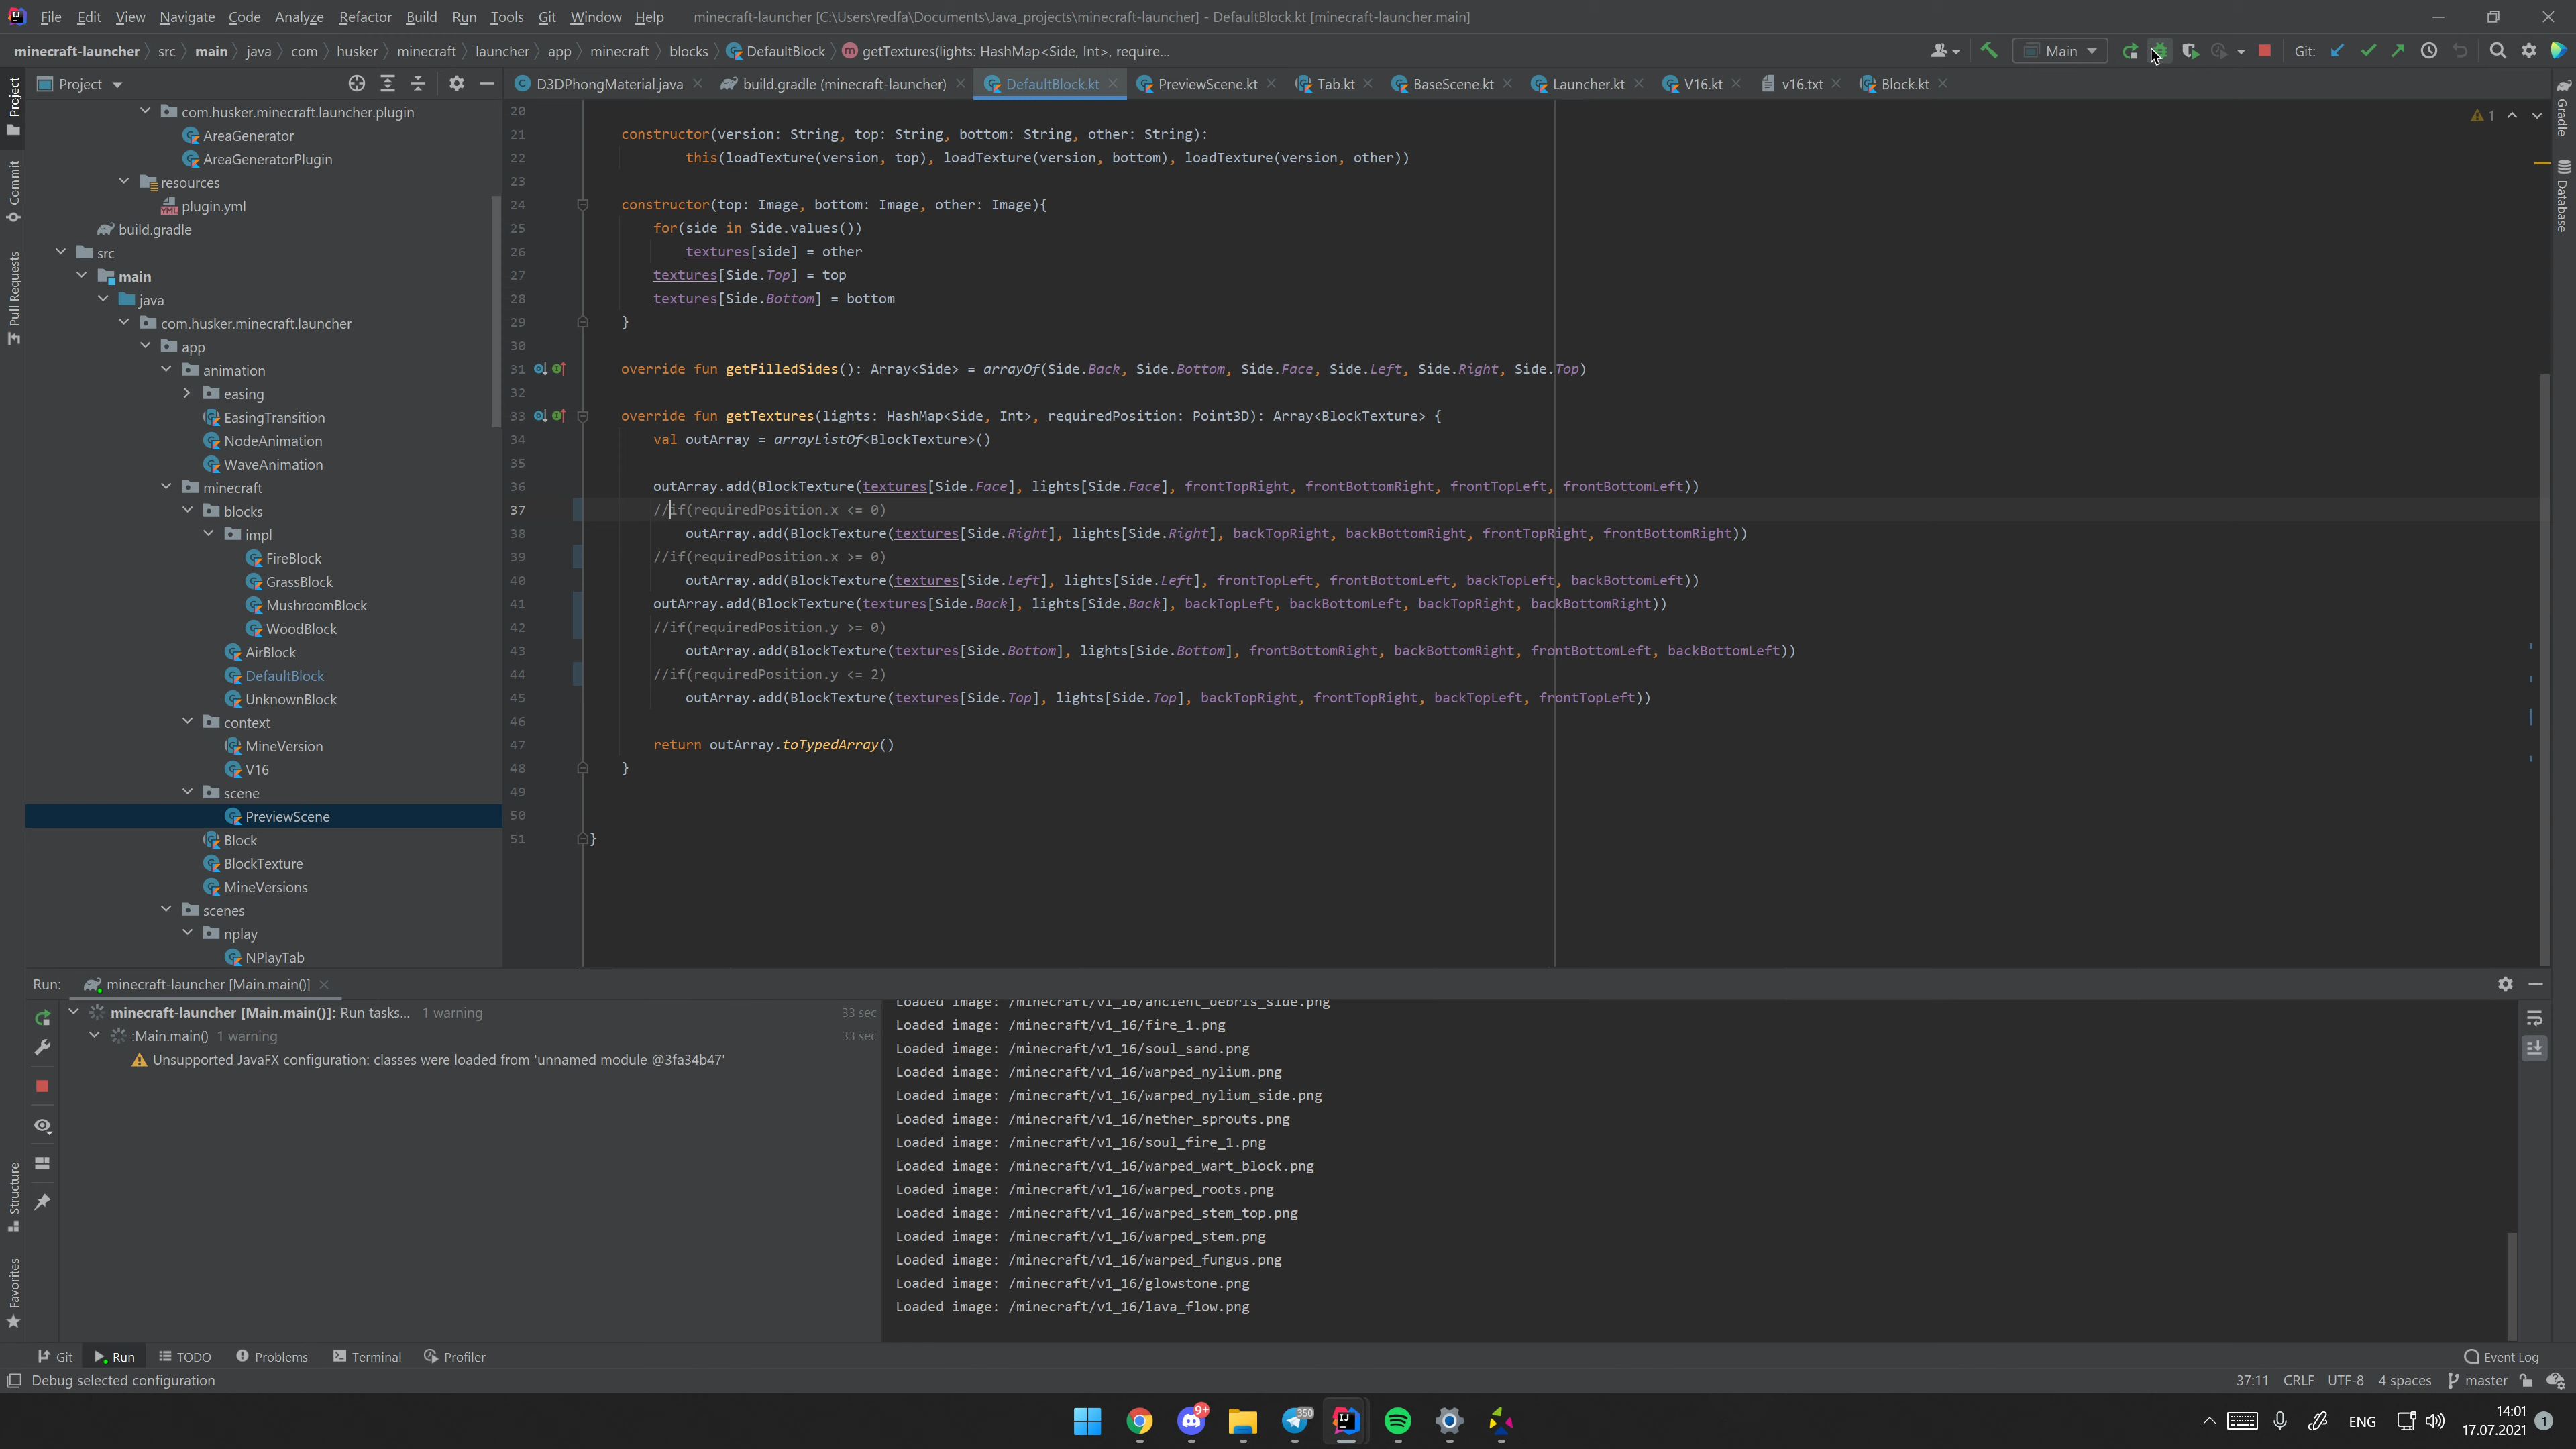 File Edit View Navigate Code Analyze Refactor Build Run Tools Git Window Help minecraft-launcher [C:\Users\redfa\Documents\Java_projects\minecraft-launcher] - DefaultBlock.kt [minecraft-launcher.main]
minecraft-launcher src main java com husker minecraft launcher app minecraft blocks DefaultBlock getTextures(lights: HashMap<Side, Int>, require... Main Git:
Project D3DPhongMaterial.java build.gradle (minecraft-launcher) DefaultBlock.kt PreviewScene.kt Tab.kt BaseScene.kt Launcher.kt V16.kt v16.txt Block.kt
Project
Commit
Pull Requests
Structure
Favorites
Gradle
Database
com.husker.minecraft.launcher.plugin
AreaGenerator
AreaGeneratorPlugin
resources
plugin.yml
build.gradle
src
main
java
com.husker.minecraft.launcher
app
animation
easing
EasingTransition
NodeAnimation
WaveAnimation
minecraft
blocks
impl
FireBlock
GrassBlock
MushroomBlock
WoodBlock
AirBlock
DefaultBlock
UnknownBlock
context
MineVersion
V16
scene
PreviewScene
Block
BlockTexture
MineVersions
scenes
nplay
NPlayTab
1
20
21 constructor(version: String, top: String, bottom: String, other: String):
22 this(loadTexture(version, top), loadTexture(version, bottom), loadTexture(version, other))
23
24 constructor(top: Image, bottom: Image, other: Image){
25 for(side in Side.values())
26 textures[side] = other
27 textures[Side.Top] = top
28 textures[Side.Bottom] = bottom
29 }
30
31 override fun getFilledSides(): Array<Side> = arrayOf(Side.Back, Side.Bottom, Side.Face, Side.Left, Side.Right, Side.Top)
32
33 override fun getTextures(lights: HashMap<Side, Int>, requiredPosition: Point3D): Array<BlockTexture> {
34 val outArray = arrayListOf<BlockTexture>()
35
36 outArray.add(BlockTexture(textures[Side.Face], lights[Side.Face], frontTopRight, frontBottomRight, frontTopLeft, frontBottomLeft))
37 //if(requiredPosition.x <= 0)
38 outArray.add(BlockTexture(textures[Side.Right], lights[Side.Right], backTopRight, backBottomRight, frontTopRight, frontBottomRight))
39 //if(requiredPosition.x >= 0)
40 outArray.add(BlockTexture(textures[Side.Left], lights[Side.Left], frontTopLeft, frontBottomLeft, backTopLeft, backBottomLeft))
41 outArray.add(BlockTexture(textures[Side.Back], lights[Side.Back], backTopLeft, backBottomLeft, backTopRight, backBottomRight))
42 //if(requiredPosition.y >= 0)
43 outArray.add(BlockTexture(textures[Side.Bottom], lights[Side.Bottom], frontBottomRight, backBottomRight, frontBottomLeft, backBottomLeft))
44 //if(requiredPosition.y <= 2)
45 outArray.add(BlockTexture(textures[Side.Top], lights[Side.Top], backTopRight, frontTopRight, backTopLeft, frontTopLeft))
46
47 return outArray.toTypedArray()
48 }
49
50
51 }
Run: minecraft-launcher [Main.main()]
minecraft-launcher [Main.main()]: Run tasks... 1 warning 33 sec
:Main.main() 1 warning 33 sec
Unsupported JavaFX configuration: classes were loaded from 'unnamed module @3fa34b47'
Loaded image: /minecraft/v1_16/ancient_debris_side.png
Loaded image: /minecraft/v1_16/fire_1.png
Loaded image: /minecraft/v1_16/soul_sand.png
Loaded image: /minecraft/v1_16/warped_nylium.png
Loaded image: /minecraft/v1_16/warped_nylium_side.png
Loaded image: /minecraft/v1_16/nether_sprouts.png
Loaded image: /minecraft/v1_16/soul_fire_1.png
Loaded image: /minecraft/v1_16/warped_wart_block.png
Loaded image: /minecraft/v1_16/warped_roots.png
Loaded image: /minecraft/v1_16/warped_stem_top.png
Loaded image: /minecraft/v1_16/warped_stem.png
Loaded image: /minecraft/v1_16/warped_fungus.png
Loaded image: /minecraft/v1_16/glowstone.png
Loaded image: /minecraft/v1_16/lava_flow.png
Git Run TODO Problems Terminal Profiler Event Log
Debug selected configuration 37:11 CRLF UTF-8 4 spaces master
9+ 350 IJ ENG 14:01
17.07.2021 1